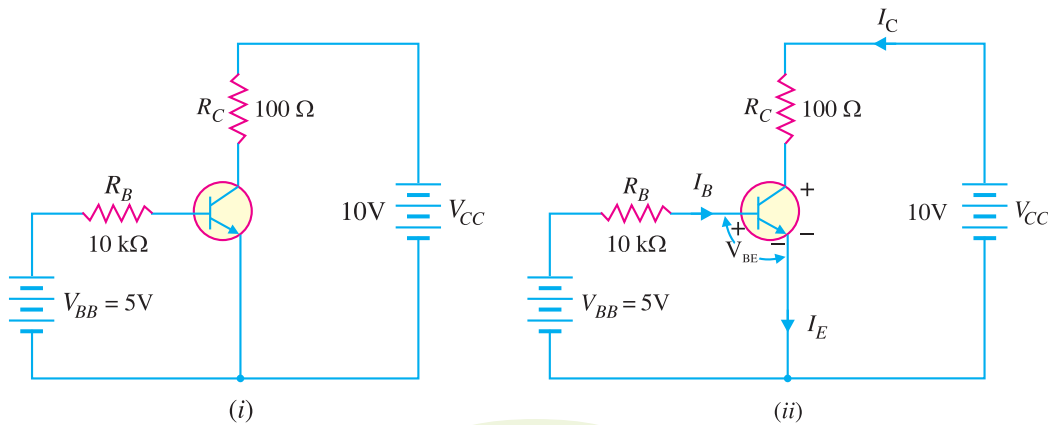 R_C 100 Ω
R_B
10 kΩ
10V
V_CC
V_BB = 5V
(i)
I_C
R_C 100 Ω
R_B
I_B
10 kΩ
+
+
−
−
V_BE
10V
V_CC
V_BB = 5V
I_E
(ii)